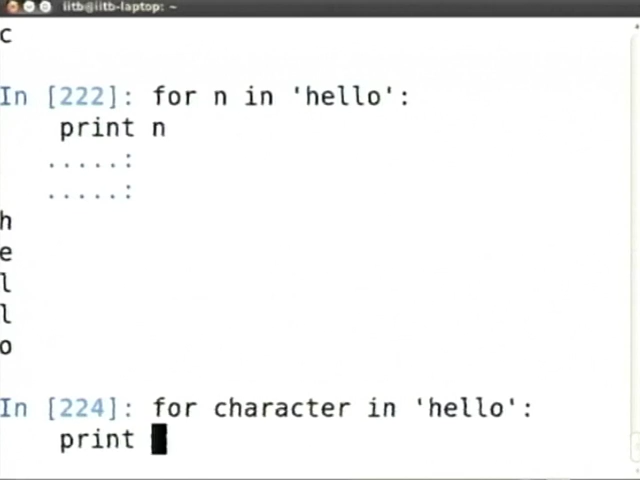 iitb@iitb-laptop: ~
c
In [222]: for n in 'hello':
print n
.....:
.....:
h
e
l
l
o
In [224]: for character in 'hello':
print